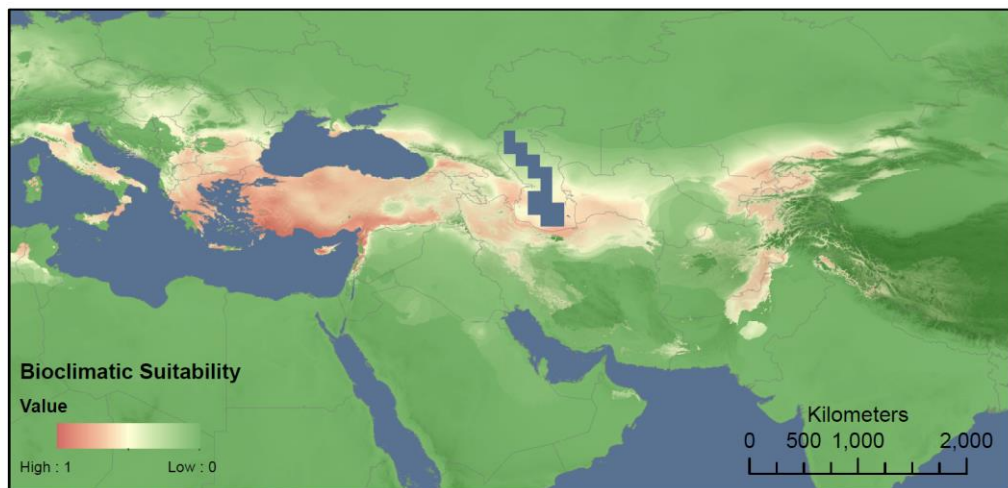 Bioclimatic Suitability
Value
High : 1 Low : 0
Kilometers
0 500 1,000 2,000